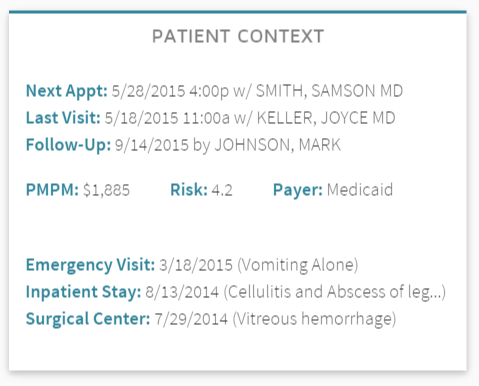 PATIENT CONTEXT
Next Appt: 5/28/2015 4:00p w/ SMITH, SAMSON MD
Last Visit: 5/18/2015 11:00a w/ KELLER, JOYCE MD
Follow-Up: 9/14/2015 by JOHNSON, MARK
PMPM: $1,885 Risk: 4.2 Payer: Medicaid
Emergency Visit: 3/18/2015 (Vomiting Alone)
Inpatient Stay: 8/13/2014 (Cellulitis and Abscess of leg...)
Surgical Center: 7/29/2014 (Vitreous hemorrhage)